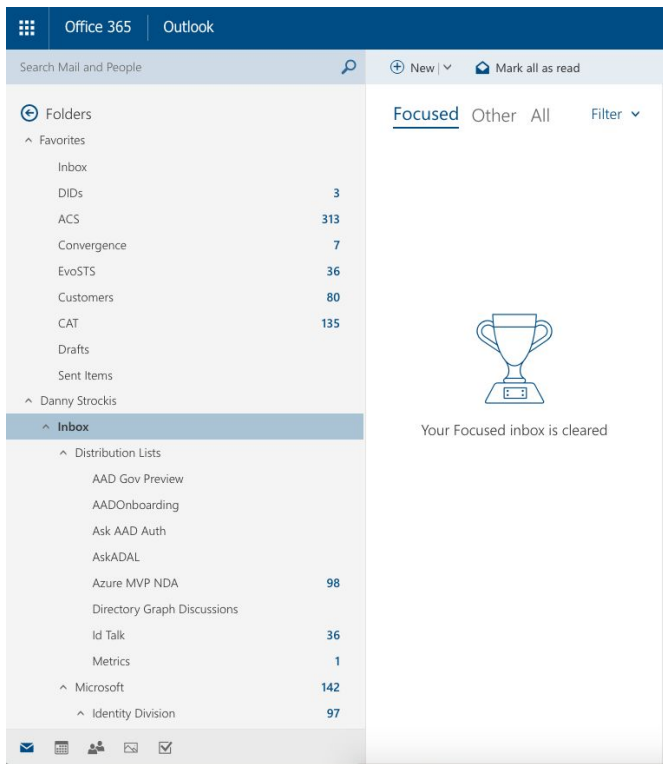 Office 365 Outlook
Search Mail and People
New
Mark all as read
Folders
Favorites
Inbox
DIDs 3
ACS 313
Convergence 7
EvoSTS 36
Customers 80
CAT 135
Drafts
Sent Items
Danny Strockis
Inbox
Distribution Lists
AAD Gov Preview
AADOnboarding
Ask AAD Auth
AskADAL
Azure MVP NDA 98
Directory Graph Discussions
Id Talk 36
Metrics 1
Microsoft 142
Identity Division 97
Focused Other All Filter
Your Focused inbox is cleared